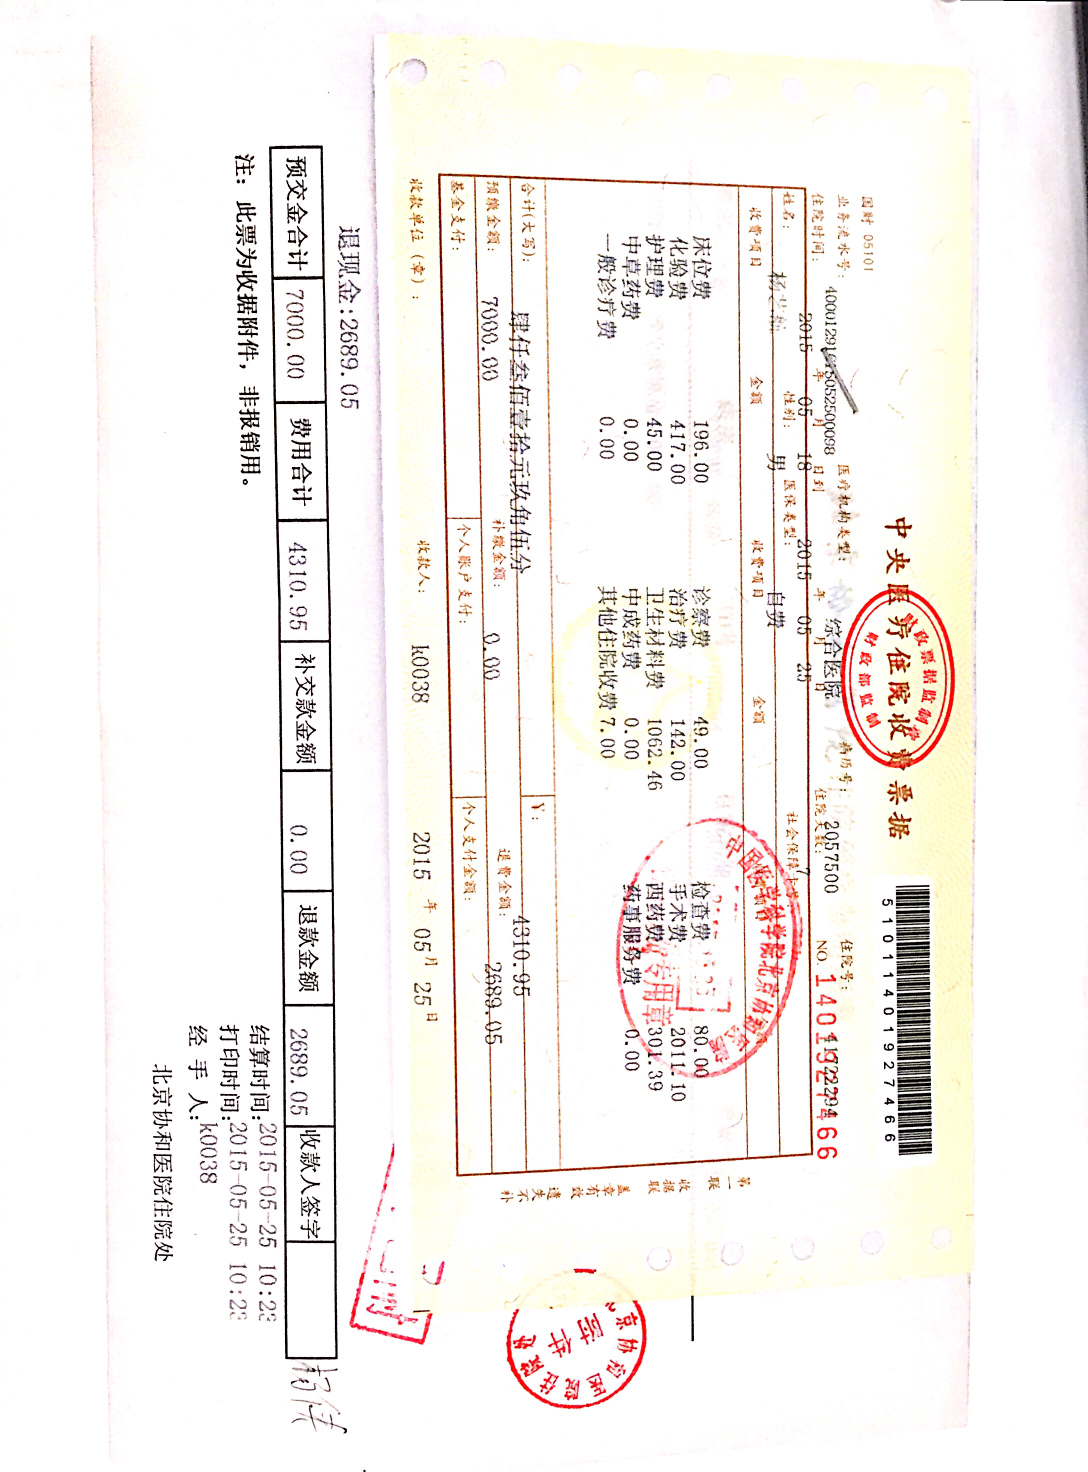 国财 05101
中央医疗住院收费票据
51011401927466
业务流水号: 40001291675052500098 医疗机构类型: 综合医院 病历号: 2057500 住院号:
住院时间: 2015 年 05 月 18 日到 2015 年 05 月 25 日 住院天数: 7 NO. 1401927466
姓名: 性别: 男 医保类型: 自费 社会保障卡号:
收费项目 金额 收费项目 金额
床位费 196.00 诊察费 49.00 检查费 80.00
化验费 417.00 治疗费 142.00 手术费 2011.10
护理费 45.00 卫生材料费 1062.46 西药费 301.39
中草药费 0.00 中成药费 0.00 药事服务费 0.00
一般诊疗费 0.00 其他住院收费 7.00
合计(大写): 肆仟叁佰壹拾元玖角伍分 ¥: 4310.95
预缴金额: 7000.00 补缴金额: 0.00 退费金额: 2689.05
基金支付: 个人账户支付: 个人支付金额:
收款单位(章): 收款人: k0038 2015 年 05 月 25 日
第一联 收据联 盖章有效 遗失不补
财政票据监制章
财政部监制
中国医学科学院北京协和医院
专用章
退现金:2689.05
预交金合计 7000.00 费用合计 4310.95 补交款金额 0.00 退款金额 2689.05 收款人签字
注: 此票为收据附件, 非报销用。
结算时间:2015-05-25 10:23
打印时间:2015-05-25 10:23
经 手 人:k0038
北京协和医院住院处
北京协和医院住院处
附件